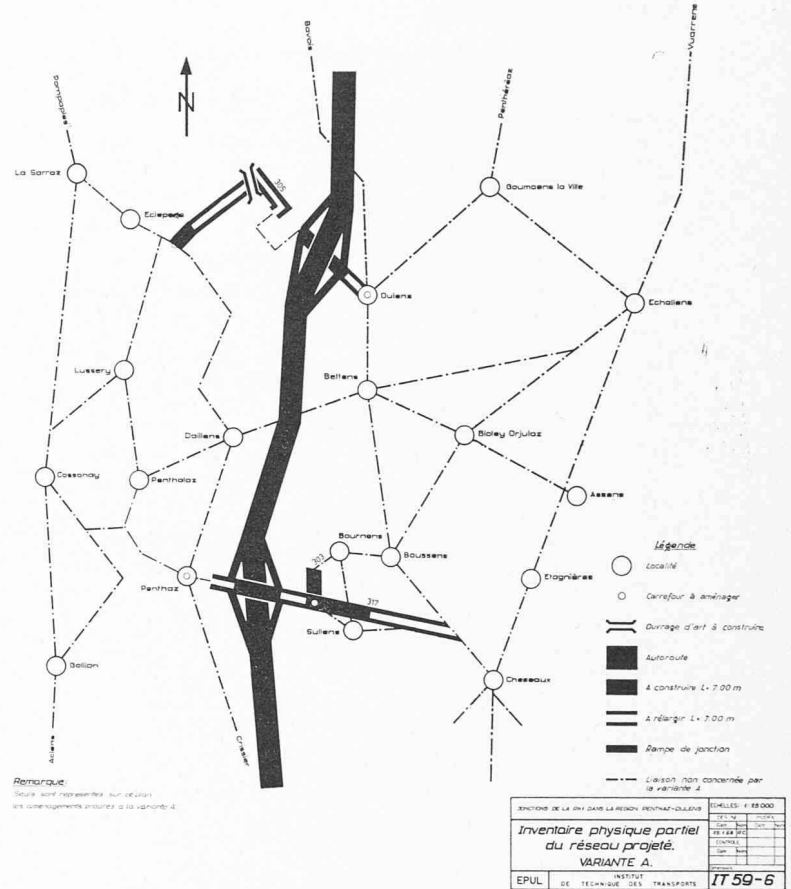 Bavois
Vuarrens
Pompaples
Penthéréaz
N
La Sarraz
Eclepens
305
Goumoens la Ville
Oulens
Echallens
Lussery
Bettens
Daillens
Bioley Orjulaz
Cossonay
Penthalaz
Assens
Bournens
Boussens
303
Penthaz
317
Etagnières
Sullens
Gollion
Cheseaux
Aclens
Crissier
Légende
Localité
Carrefour à aménager
Ouvrage d'art à construire
Autoroute
A construire L= 7.00 m
A rélargir L= 7.00 m
Rampe de jonction
Liaison non concernée par
la variante A
Remarque:
Seuls sont représentés sur ce plan
les aménagements propres à la variante A.
JONCTIONS DE LA RN1 DANS LA REGION PENTHAZ-OULENS
ECHELLES: 1:25 000
Inventaire physique partiel
du réseau projeté.
VARIANTE A.
CONTROLE
EPUL
INSTITUT
DE TECHNIQUE DES TRANSPORTS
IT 59-6